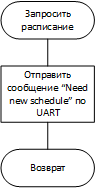 Запросить
расписание
Отправить
сообщение “Need
new schedule” по
UART
Возврат